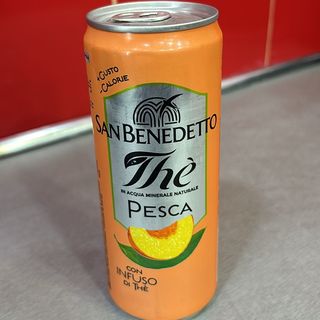 +GUSTO
-CALORIE
SAN BENEDETTO
Thè
IN ACQUA MINERALE NATURALE
PESCA
CON
INFUSO
DI THÈ